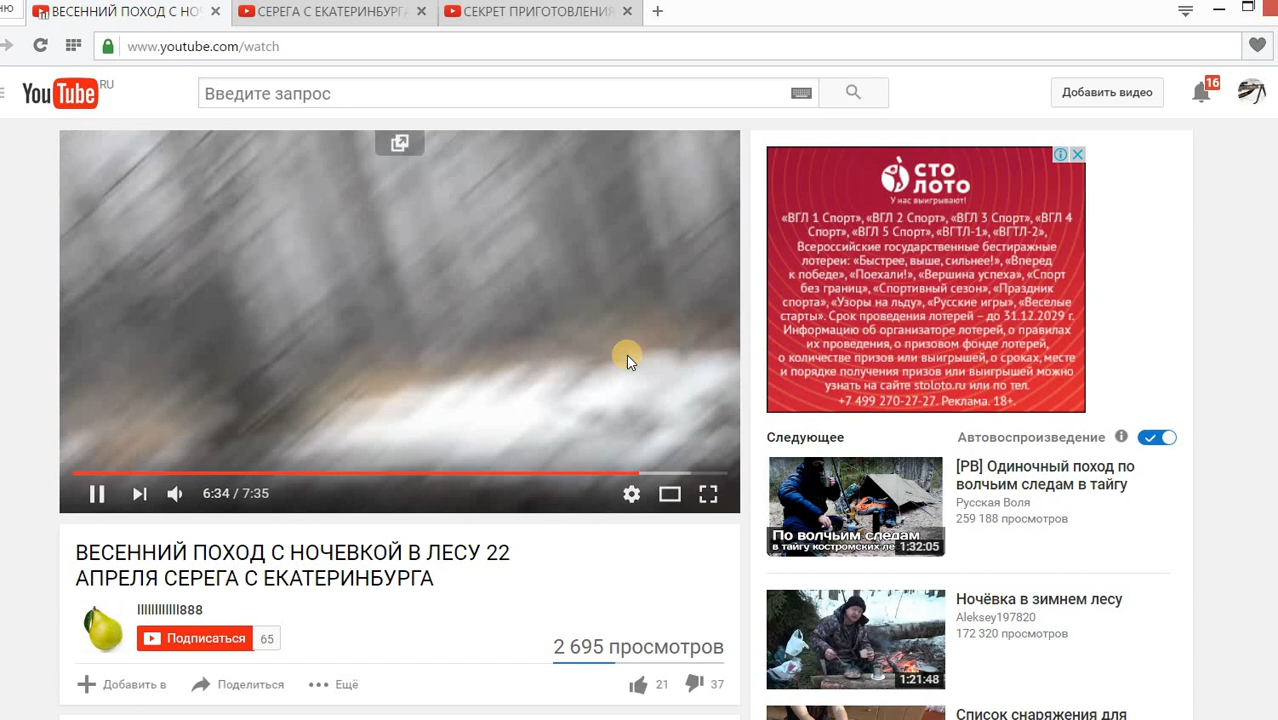 ню
ВЕСЕННИЙ ПОХОД С НО
СЕРЕГА С ЕКАТЕРИНБУРГА
СЕКРЕТ ПРИГОТОВЛЕНИЯ
www.youtube.com/watch
YouTube RU
Введите запрос
Добавить видео
16
СТО
ЛОТО
У нас выигрывают!
«ВГЛ 1 Спорт», «ВГЛ 2 Спорт», «ВГЛ 3 Спорт», «ВГЛ 4
Спорт», «ВГЛ 5 Спорт», «ВГТЛ-1», «ВГТЛ-2»,
Всероссийские государственные бестиражные
лотереи: «Быстрее, выше, сильнее!», «Вперед
к победе», «Поехали!», «Вершина успеха», «Спорт
без границ», «Спортивный сезон», «Праздник
спорта», «Узоры на льду», «Русские игры», «Веселые
старты». Срок проведения лотерей – до 31.12.2029 г.
Информацию об организаторе лотерей, о правилах
их проведения, о призовом фонде лотерей,
о количестве призов или выигрышей, о сроках, месте
и порядке получения призов или выигрышей можно
узнать на сайте stoloto.ru или по тел.
+7 499 270-27-27. Реклама. 18+.
6:34 / 7:35
Следующее
Автовоспроизведение
По волчьим следам
в тайгу костромских ле
1:32:05
[РВ] Одиночный поход по
волчьим следам в тайгу
Русская Воля
259 188 просмотров
ВЕСЕННИЙ ПОХОД С НОЧЕВКОЙ В ЛЕСУ 22
АПРЕЛЯ СЕРЕГА С ЕКАТЕРИНБУРГА
lllllllllllll888
Подписаться
65
2 695 просмотров
Добавить в
Поделиться
Ещё
21
37
1:21:48
Ночёвка в зимнем лесу
Aleksey197820
172 320 просмотров
Список снаряжения для